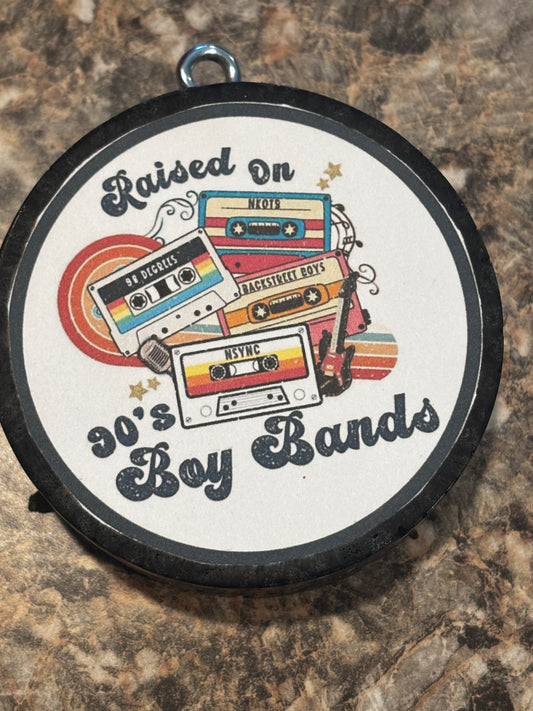 Raised On
NKOTB
98 DEGREES
BACKSTREET BOYS
NSYNC
90's
Boy Bands